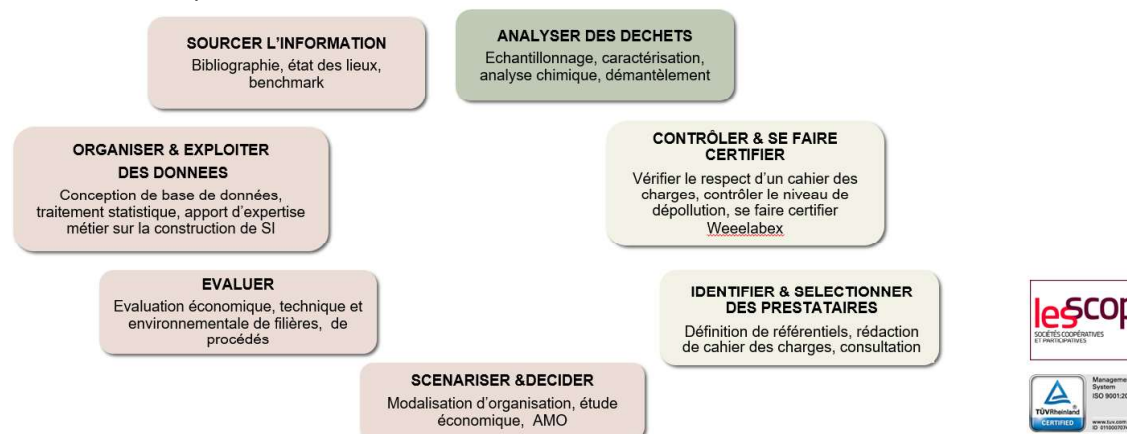 SOURCER L'INFORMATION
Bibliographie, état des lieux,
benchmark
ANALYSER DES DECHETS
Echantillonnage, caractérisation,
analyse chimique, démantèlement
ORGANISER & EXPLOITER
DES DONNEES
Conception de base de données,
traitement statistique, apport d'expertise
métier sur la construction de SI
CONTRÔLER & SE FAIRE
CERTIFIER
Vérifier le respect d'un cahier des
charges, contrôler le niveau de
dépollution, se faire certifier
Weeelabex
EVALUER
Evaluation économique, technique et
environnementale de filières, de
procédés
IDENTIFIER & SELECTIONNER
DES PRESTATAIRES
Définition de référentiels, rédaction
de cahier des charges, consultation
SCENARISER &DECIDER
Modalisation d'organisation, étude
économique, AMO
lesscop
SOCIÉTÉS COOPÉRATIVES
ET PARTICIPATIVES
TÜVRheinland
CERTIFIED
System
www.tuv.com